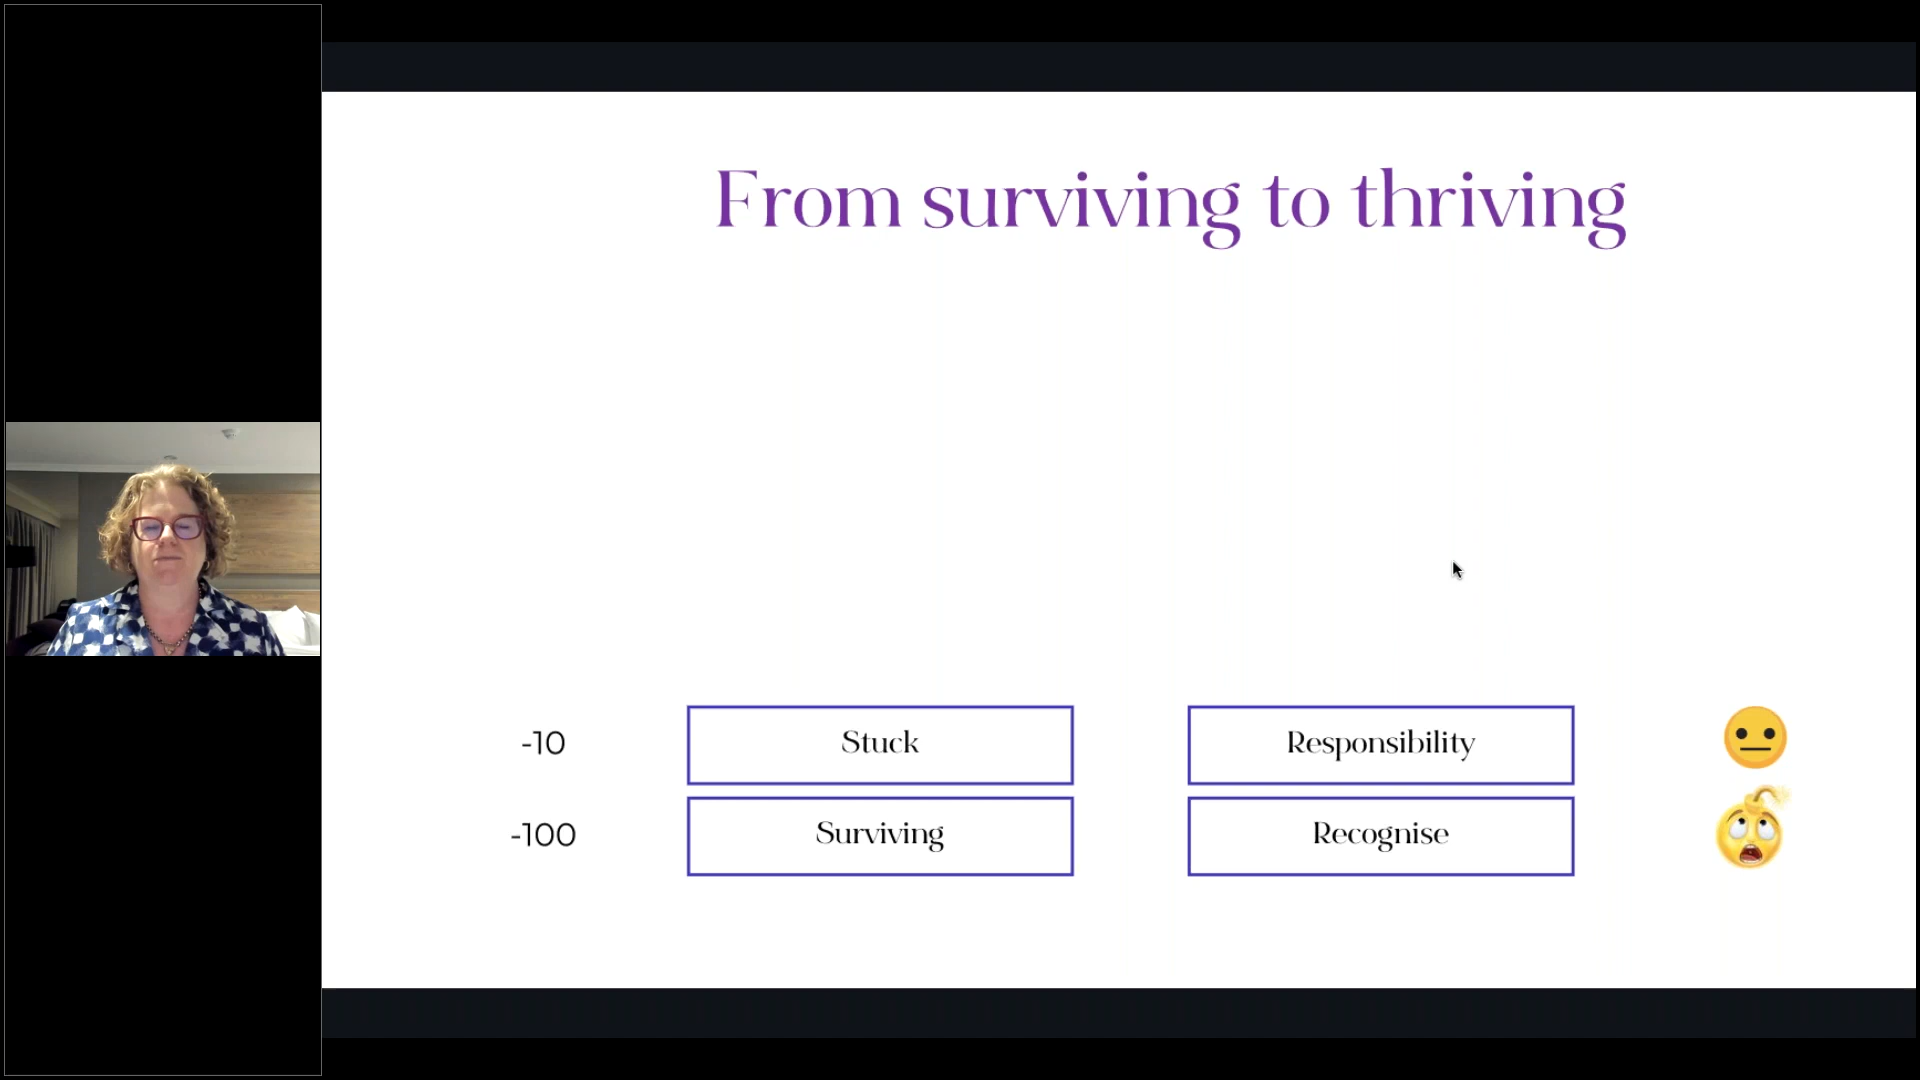 From surviving to thriving
-10 Stuck Responsibility
-100 Surviving Recognise